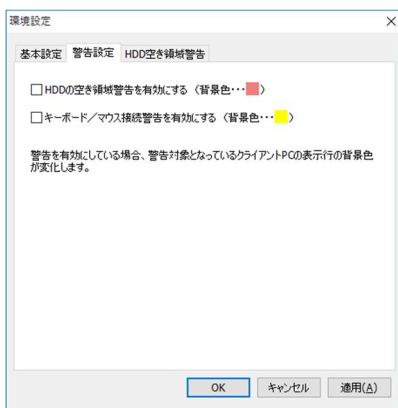 環境設定
基本設定 警告設定 HDD空き領域警告
HDDの空き領域警告を有効にする （背景色・・・ ）
キーボード／マウス接続警告を有効にする （背景色・・・ ）
警告を有効にしている場合、警告対象となっているクライアントPCの表示行の背景色
が変化します。
OK キャンセル 適用(A)